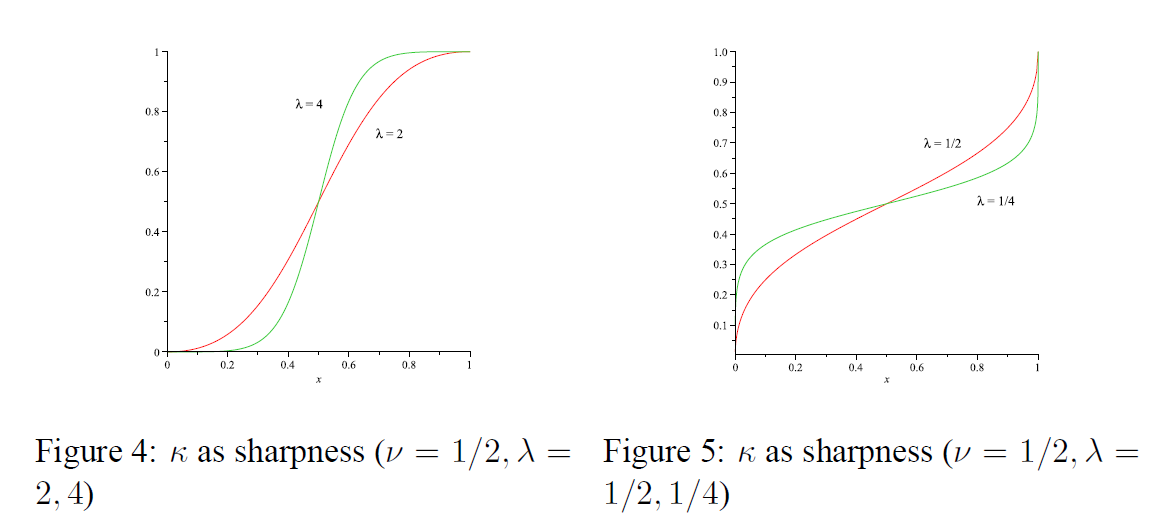 1
0.8
0.6
0.4
0.2
0
λ = 4
λ = 2
0 0.2 0.4 0.6 0.8 1
x
1.0
0.9
0.8
0.7
0.6
0.5
0.4
0.3
0.2
0.1
λ = 1/2
λ = 1/4
0 0.2 0.4 0.6 0.8 1
x
Figure 4: κ as sharpness (ν = 1/2, λ =
2, 4)
Figure 5: κ as sharpness (ν = 1/2, λ =
1/2, 1/4)